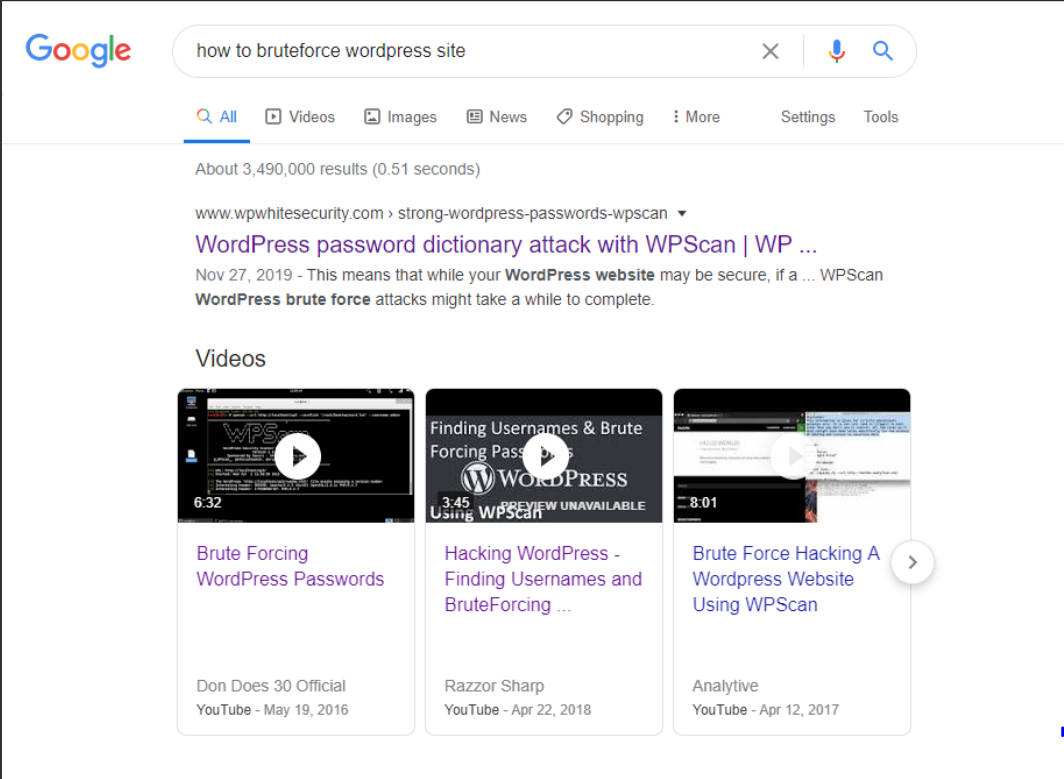 Google
how to bruteforce wordpress site
All
Videos
Images
News
Shopping
More
Settings
Tools
About 3,490,000 results (0.51 seconds)
www.wpwhitesecurity.com › strong-wordpress-passwords-wpscan
WordPress password dictionary attack with WPScan | WP ...
Nov 27, 2019 - This means that while your WordPress website may be secure, if a ... WPScan
WordPress brute force attacks might take a while to complete.
Videos
WPScan
6:32
Finding Usernames & Brute
Forcing
WORDPRESS
3:45
PREVIEW UNAVAILABLE
Using WPScan
HELLO WORLD!
8:01
Brute Forcing
WordPress Passwords
Don Does 30 Official
YouTube - May 19, 2016
Hacking WordPress -
Finding Usernames and
BruteForcing ...
Razzor Sharp
YouTube - Apr 22, 2018
Brute Force Hacking A
Wordpress Website
Using WPScan
Analytive
YouTube - Apr 12, 2017